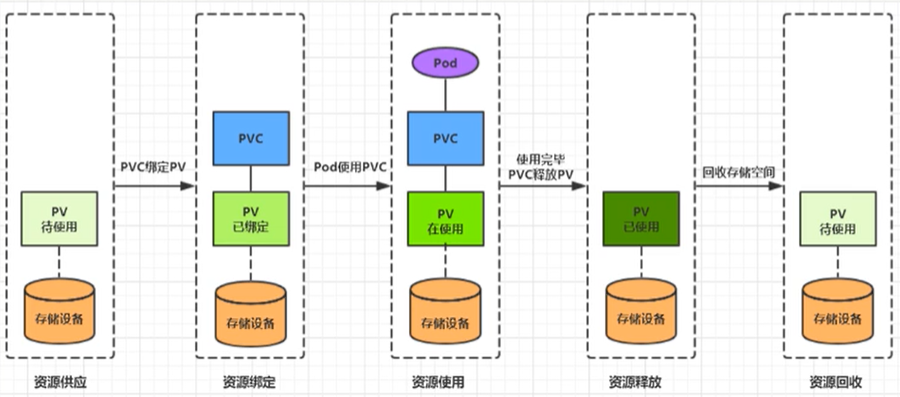 PV
待使用
存储设备
资源供应
PVC绑定PV
PVC
PV
已绑定
存储设备
资源绑定
Pod使用PVC
Pod
PVC
PV
在使用
存储设备
资源使用
使用完毕
PVC释放PV
PV
已使用
存储设备
资源释放
回收存储空间
PV
待使用
存储设备
资源回收